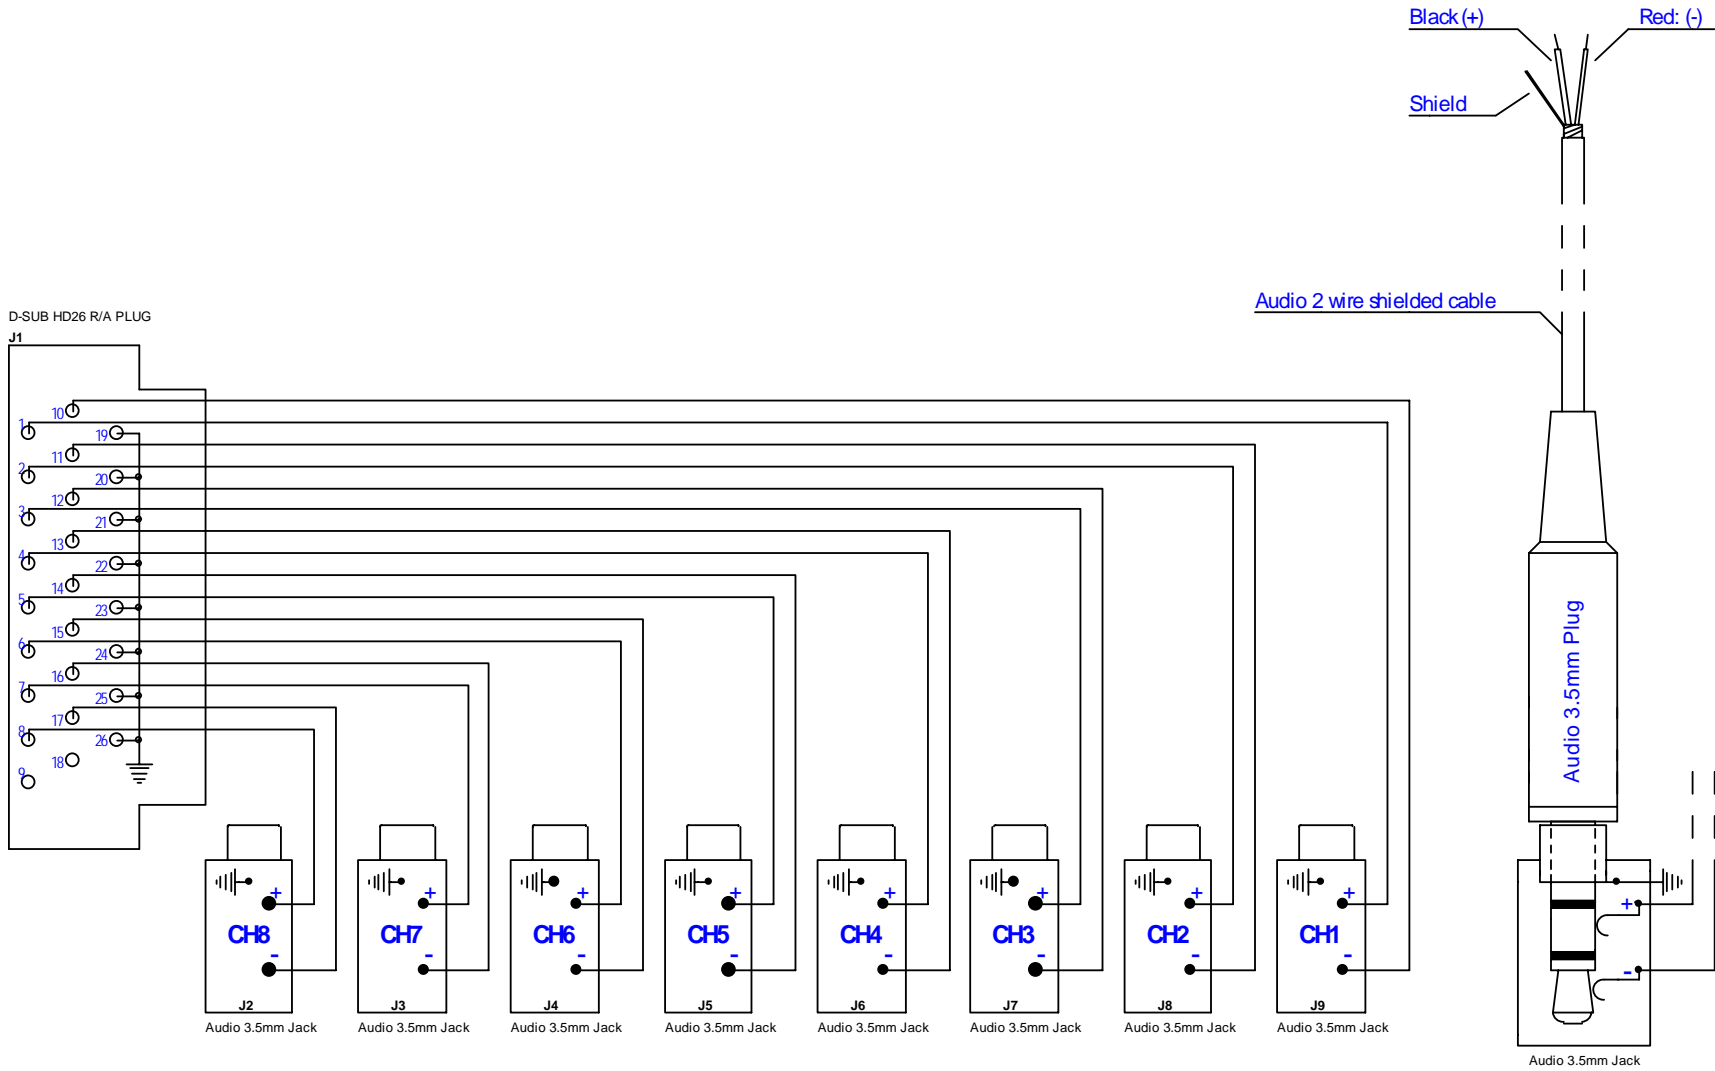 Black (+)
Red: (-)
Shield
Audio 2 wire shielded cable
D-SUB HD26 R/A PLUG
J1
10
1
19
11
2
20
12
3
21
13
4
22
14
5
23
15
6
24
16
7
25
17
8
26
18
9
Audio 3.5mm Plug
+ + + + + + + + +
CH8 CH7 CH6 CH5 CH4 CH3 CH2 CH1
- - - - - - - - -
J2 J3 J4 J5 J6 J7 J8 J9
Audio 3.5mm Jack Audio 3.5mm Jack Audio 3.5mm Jack Audio 3.5mm Jack Audio 3.5mm Jack Audio 3.5mm Jack Audio 3.5mm Jack Audio 3.5mm Jack
Audio 3.5mm Jack